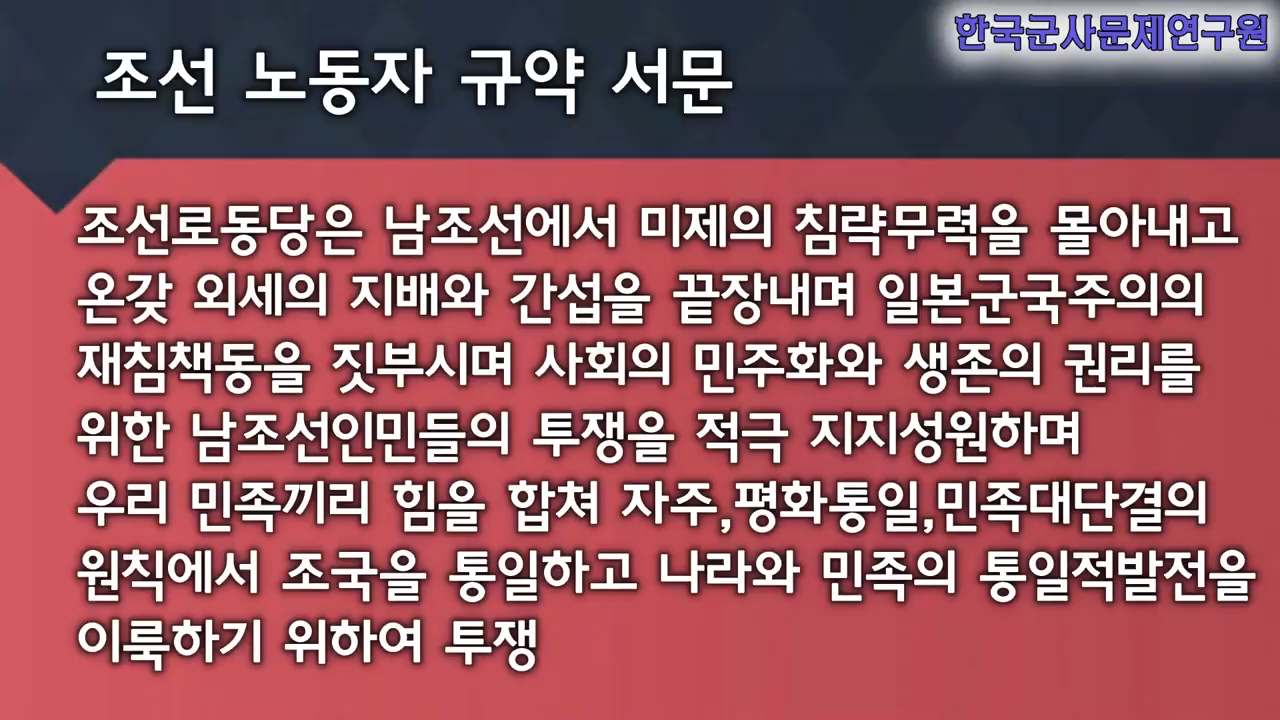 한국군사문제연구원
조선 노동자 규약 서문
조선로동당은 남조선에서 미제의 침략무력을 몰아내고
온갖 외세의 지배와 간섭을 끝장내며 일본군국주의의
재침책동을 짓부시며 사회의 민주화와 생존의 권리를
위한 남조선인민들의 투쟁을 적극 지지성원하며
우리 민족끼리 힘을 합쳐 자주,평화통일,민족대단결의
원칙에서 조국을 통일하고 나라와 민족의 통일적발전을
이룩하기 위하여 투쟁